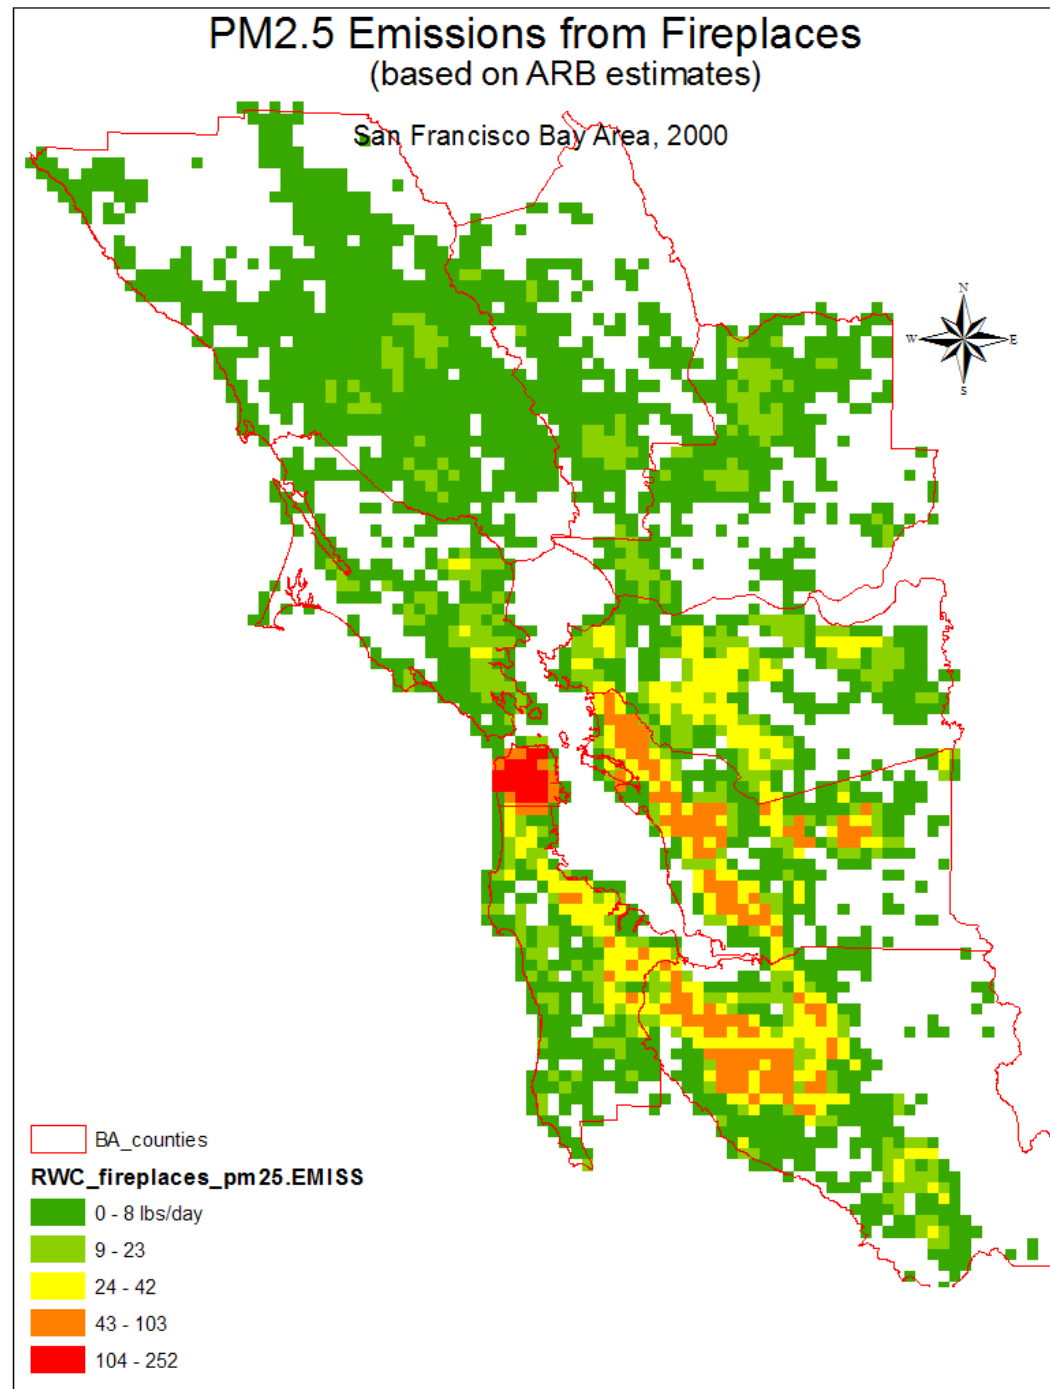 PM2.5 Emissions from Fireplaces
(based on ARB estimates)
San Francisco Bay Area, 2000
N
W
E
S
BA_counties
RWC_fireplaces_pm25.EMISS
0 - 8 lbs/day
9 - 23
24 - 42
43 - 103
104 - 252